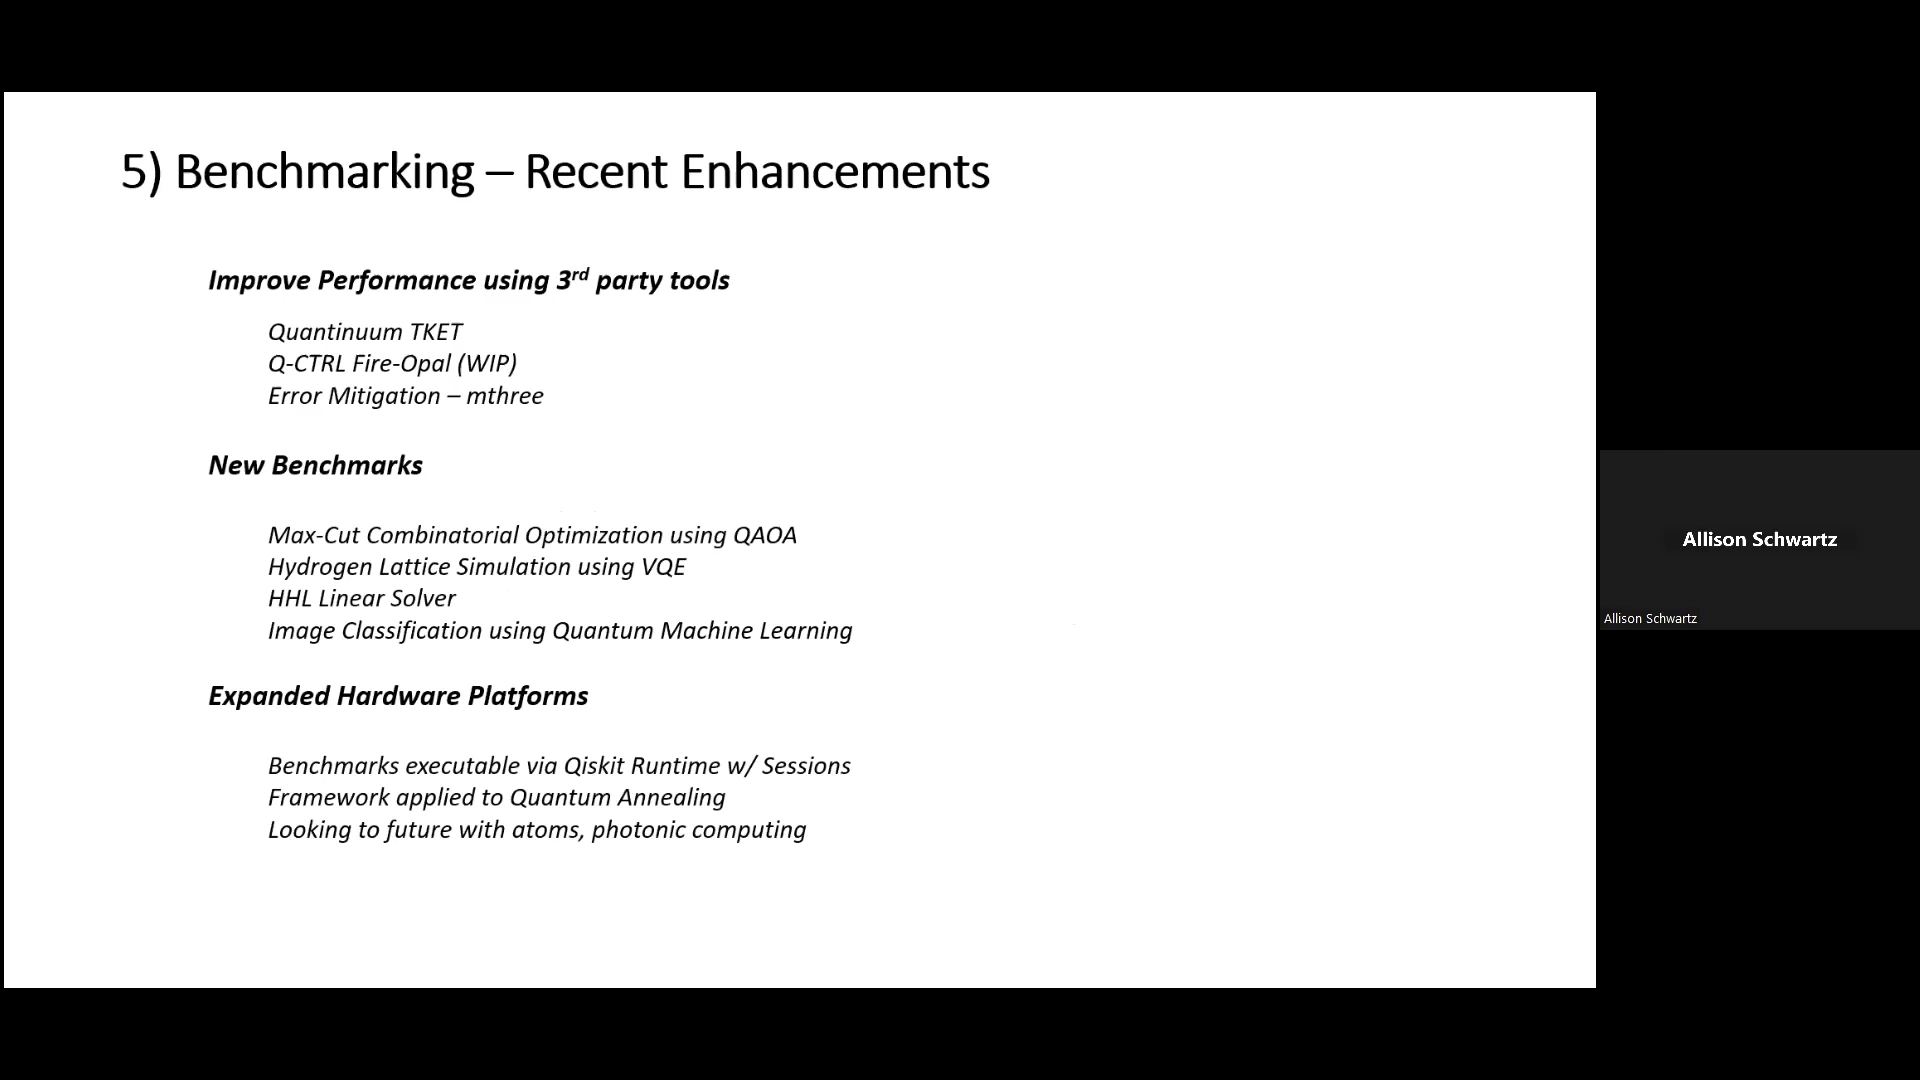 5) Benchmarking – Recent Enhancements
Improve Performance using 3rd party tools
Quantinuum TKET
Q-CTRL Fire-Opal (WIP)
Error Mitigation – mthree
New Benchmarks
Max-Cut Combinatorial Optimization using QAOA
Hydrogen Lattice Simulation using VQE
HHL Linear Solver
Image Classification using Quantum Machine Learning
Expanded Hardware Platforms
Benchmarks executable via Qiskit Runtime w/ Sessions
Framework applied to Quantum Annealing
Looking to future with atoms, photonic computing
Allison Schwartz
Allison Schwartz